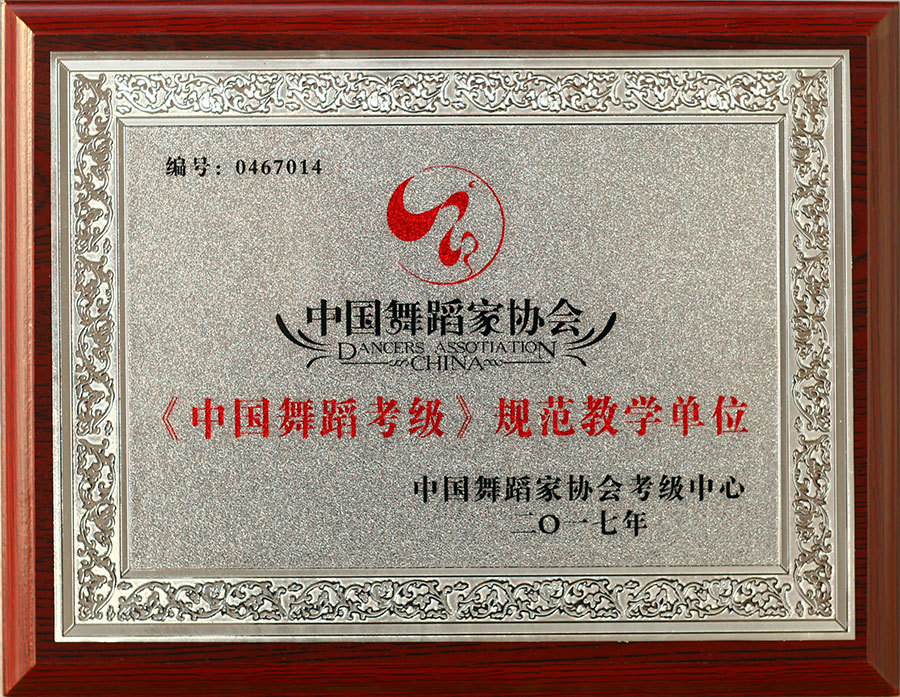 编号：0467014
中国舞蹈家协会
DANCERS ASSOTIATION
CHINA
《中国舞蹈考级》规范教学单位
中国舞蹈家协会考级中心
二〇一七年